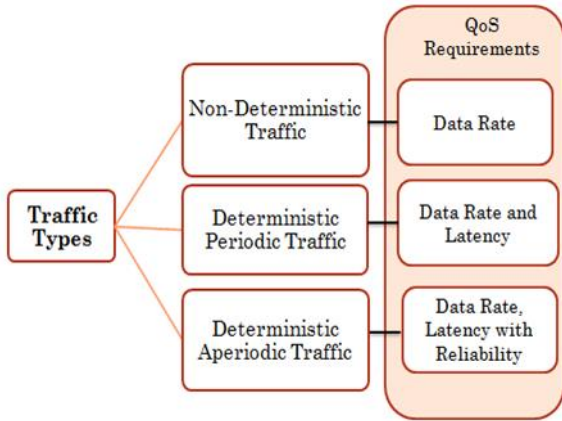 QoS
Requirements
Non-Deterministic
Traffic
Data Rate
Traffic
Types
Deterministic
Periodic Traffic
Data Rate and
Latency
Deterministic
Aperiodic Traffic
Data Rate,
Latency with
Reliability